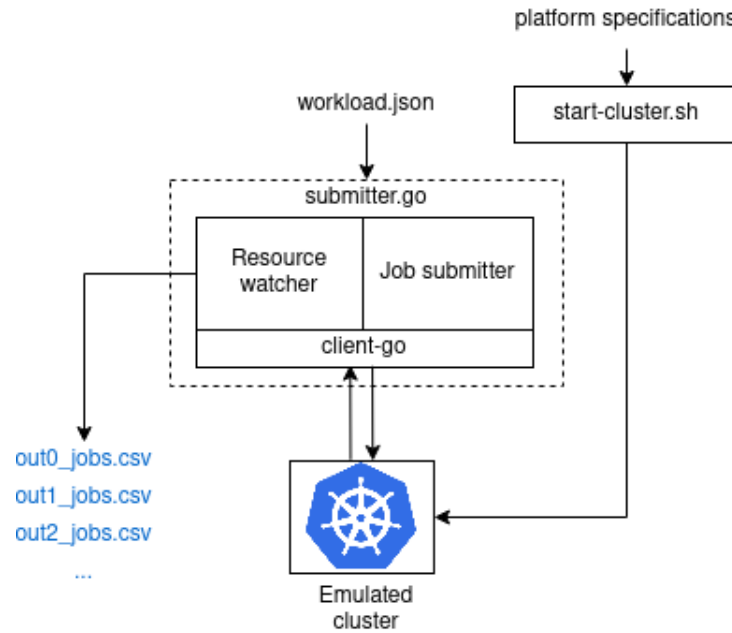 platform specifications
start-cluster.sh
workload.json
submitter.go
Resource
watcher
Job submitter
client-go
out0_jobs.csv
out1_jobs.csv
out2_jobs.csv
...
Emulated
cluster